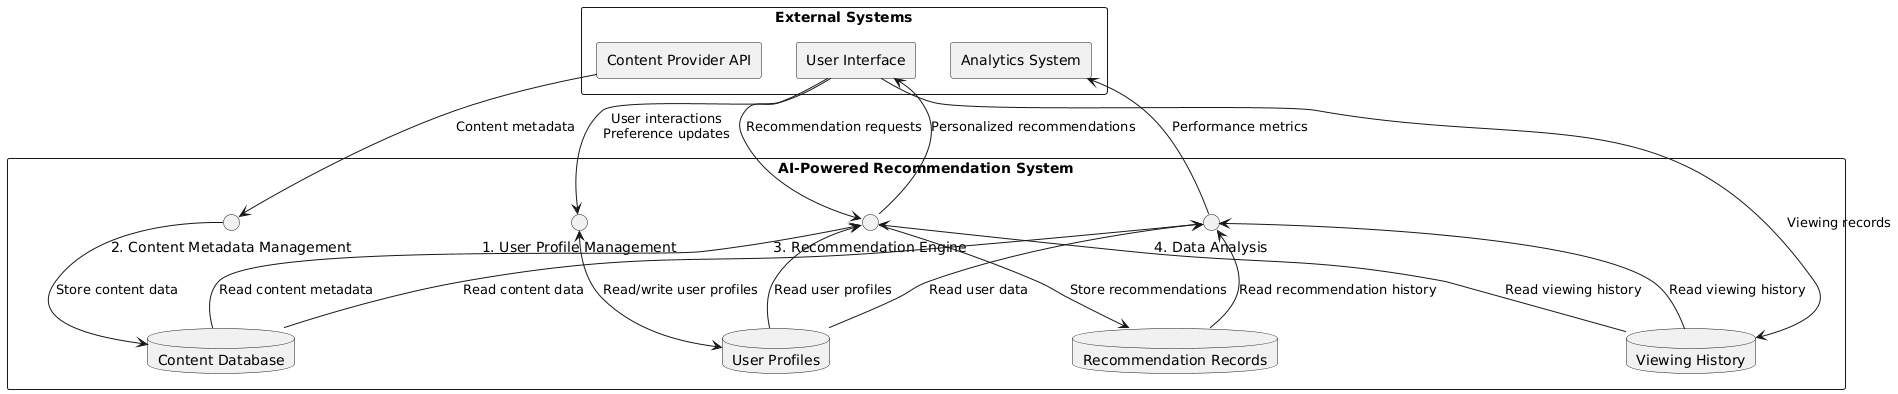 External Systems
Content Provider API
User Interface
Analytics System
Content metadata
User interactions
Preference updates
Recommendation requests
Personalized recommendations
Performance metrics
AI-Powered Recommendation System
Viewing records
2. Content Metadata Management
1. User Profile Management
3. Recommendation Engine
4. Data Analysis
Store content data
Read content metadata
Read content data
Read/write user profiles
Read user profiles
Read user data
Store recommendations
Read recommendation history
Read viewing history
Read viewing history
Content Database
User Profiles
Recommendation Records
Viewing History